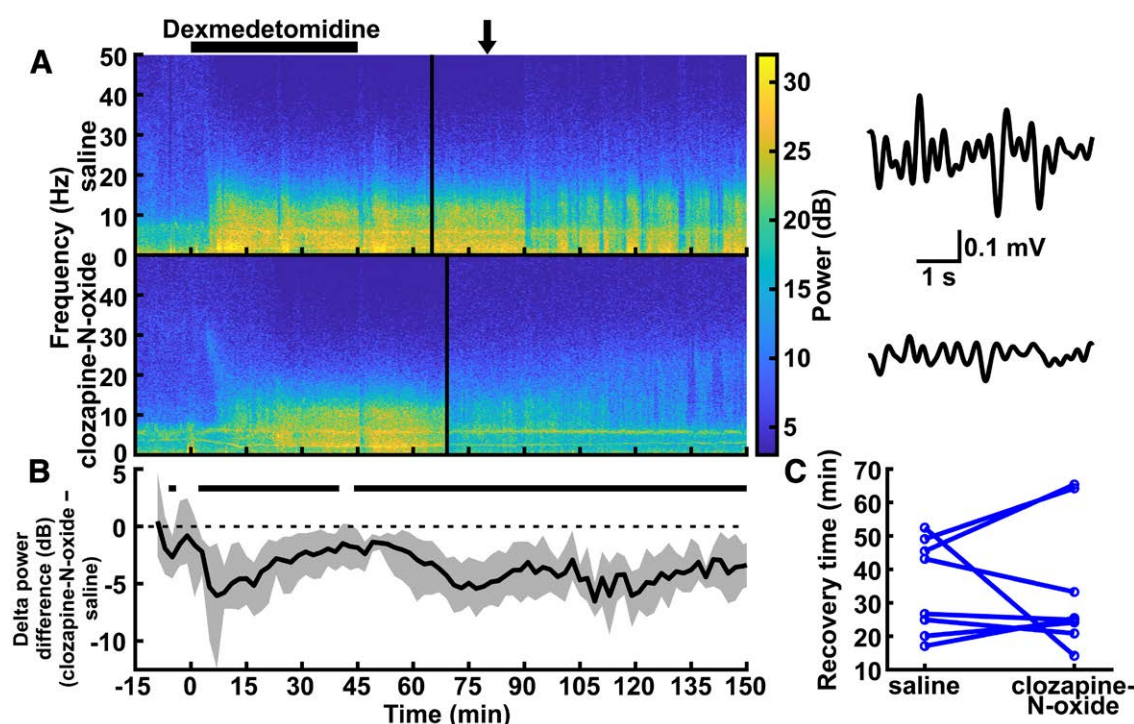 Dexmedetomidine
A
50
40
30
20
10
0
saline
Frequency (Hz)
40
30
20
10
0
clozapine-N-oxide
30
25
20
15
10
5
Power (dB)
0.1 mV
1 s
B
5
0
-5
-10
Delta power
difference (dB)
(clozapine-N-oxide –
saline)
-15 0 15 30 45 60 75 90 105 120 135 150
Time (min)
C
70
60
50
40
30
20
10
Recovery time (min)
saline
clozapine-
N-oxide